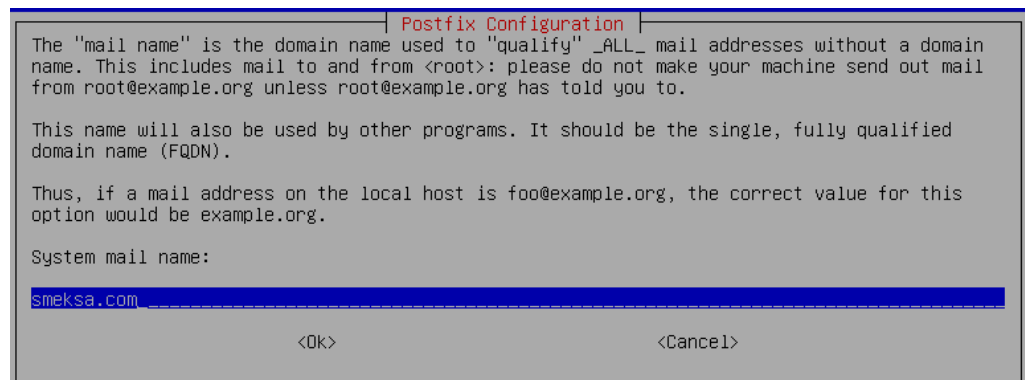 Postfix Configuration
The "mail name" is the domain name used to "qualify" _ALL_ mail addresses without a domain
name. This includes mail to and from <root>: please do not make your machine send out mail
from root@example.org unless root@example.org has told you to.
This name will also be used by other programs. It should be the single, fully qualified
domain name (FQDN).
Thus, if a mail address on the local host is foo@example.org, the correct value for this
option would be example.org.
System mail name:
smeksa.com
<Ok> <Cancel>